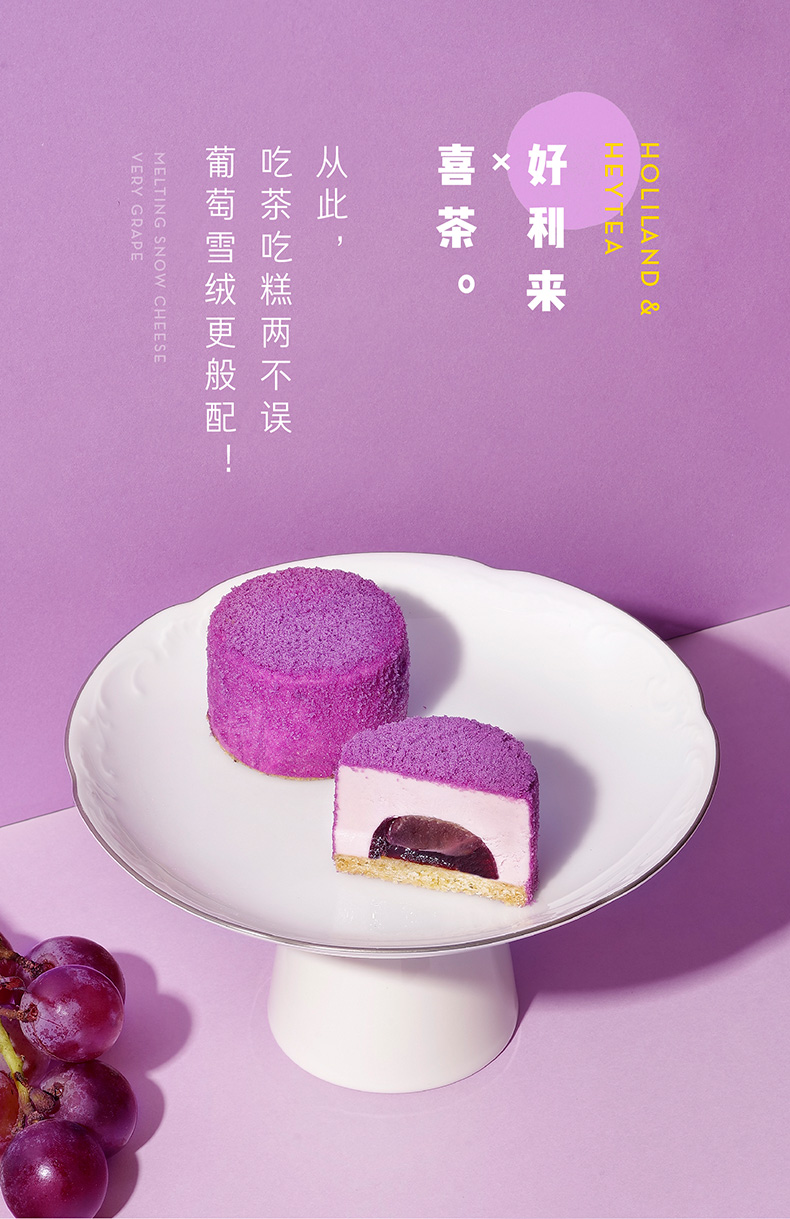 HOLILAND &
HEYTEA
好利来
×
喜茶。
从此，
吃茶吃糕两不误
葡萄雪绒更般配！
MELTING SNOW CHEESE
VERY GRAPE